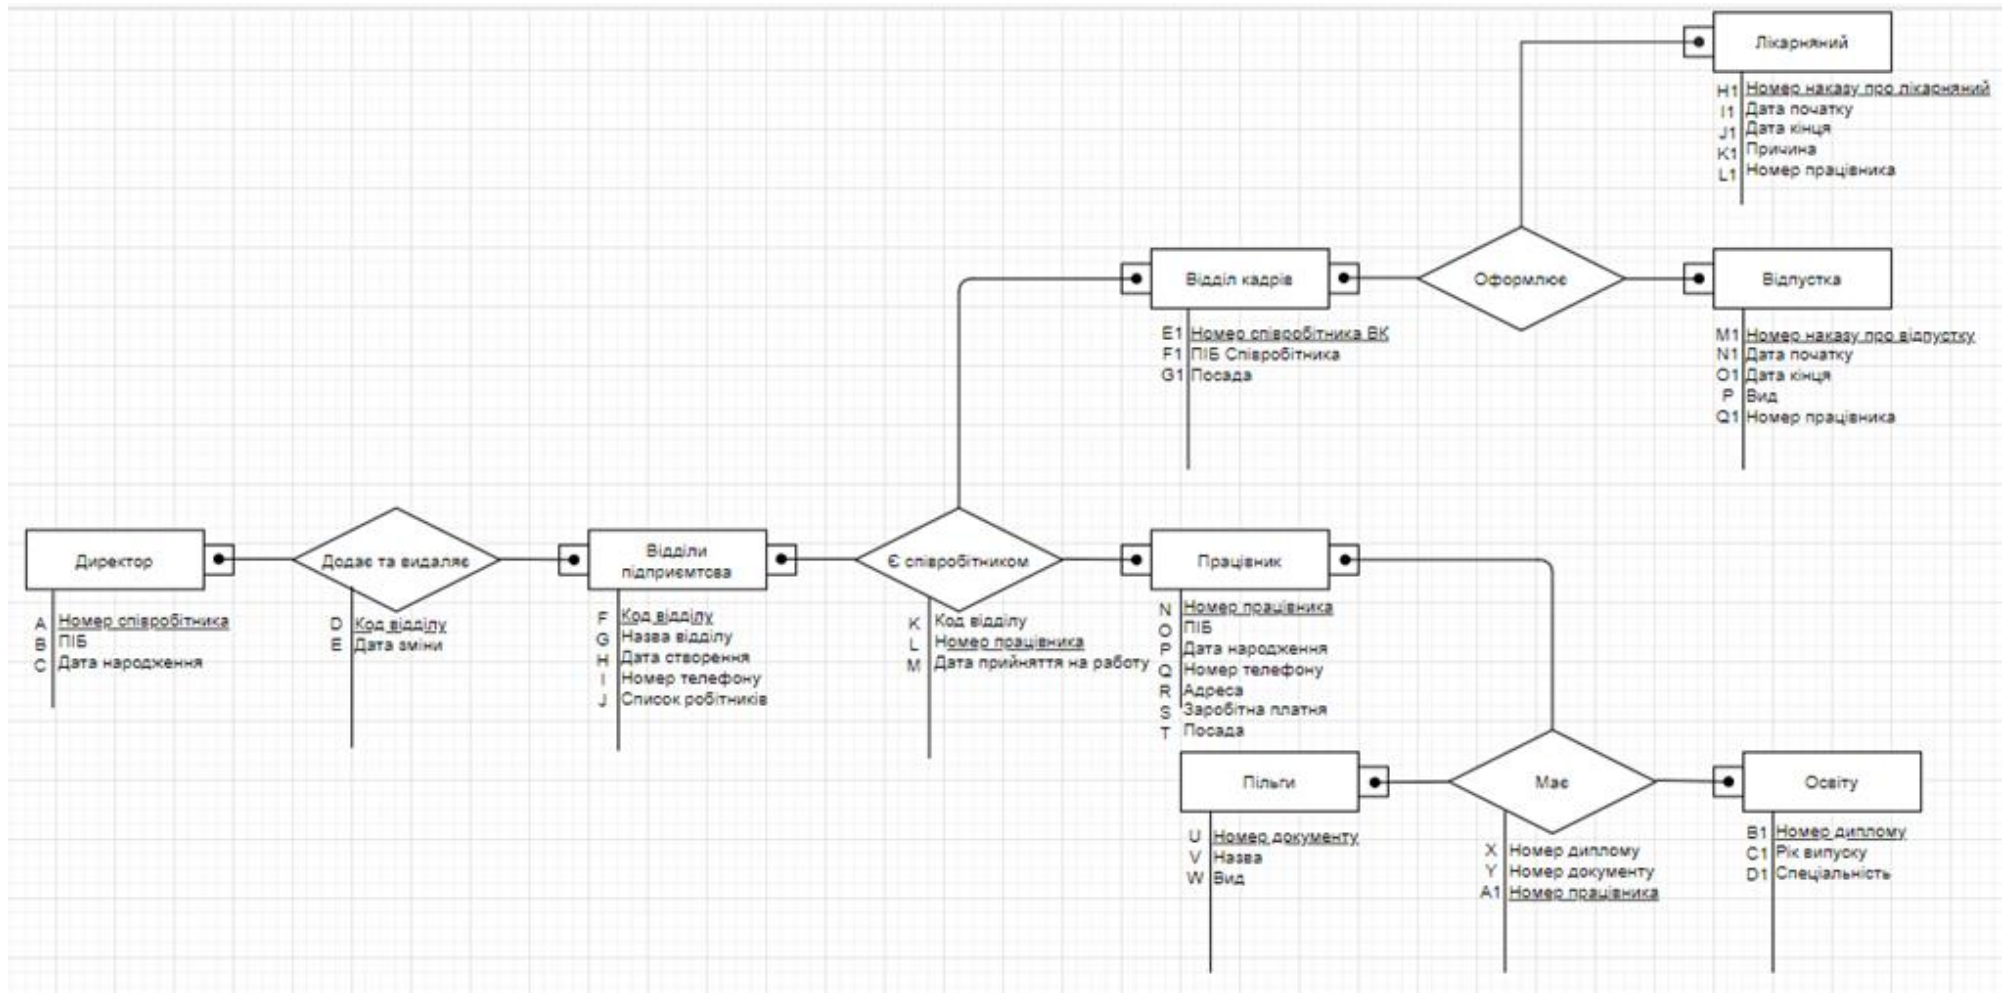 Лікарняний
H1 Номер наказу про лікарняний
I1 Дата початку
J1 Дата кінця
K1 Причина
L1 Номер працівника
Відділ кадрів
E1 Номер співробітника ВК
F1 ПІБ Співробітника
G1 Посада
Оформлює
Відпустка
M1 Номер наказу про відпустку
N1 Дата початку
O1 Дата кінця
P Вид
Q1 Номер працівника
Директор
A Номер співробітника
B ПІБ
C Дата народження
Додає та видаляє
D Код відділу
E Дата зміни
Відділи
підприємтова
F Код відділу
G Назва відділу
H Дата створення
I Номер телефону
J Список робітників
Є співробітником
K Код відділу
L Номер працівника
M Дата прийняття на работу
Працівник
N Номер працівника
O ПІБ
P Дата народження
Q Номер телефону
R Адреса
S Заробітна платня
T Посада
Пільги
U Номер документу
V Назва
W Вид
Має
X Номер диплому
Y Номер документу
A1 Номер працівника
Освіту
B1 Номер диплому
C1 Рік випуску
D1 Спеціальність